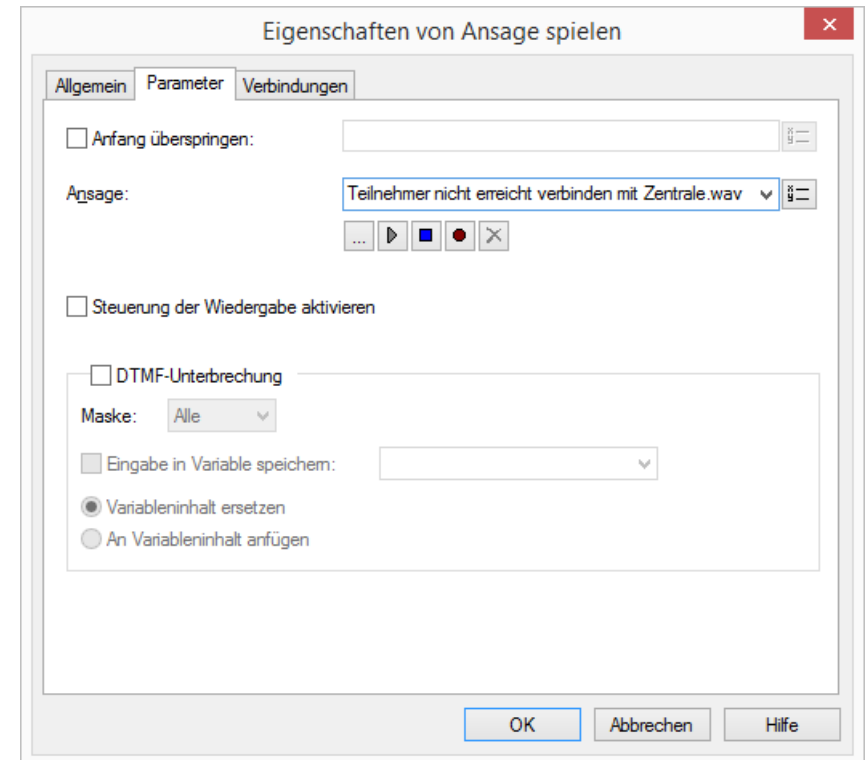 Eigenschaften von Ansage spielen
Allgemein Parameter Verbindungen
Anfang überspringen:
Ansage: Teilnehmer nicht erreicht verbinden mit Zentrale.wav
...
Steuerung der Wiedergabe aktivieren
DTMF-Unterbrechung
Maske: Alle
Eingabe in Variable speichern:
Variableninhalt ersetzen
An Variableninhalt anfügen
OK Abbrechen Hilfe